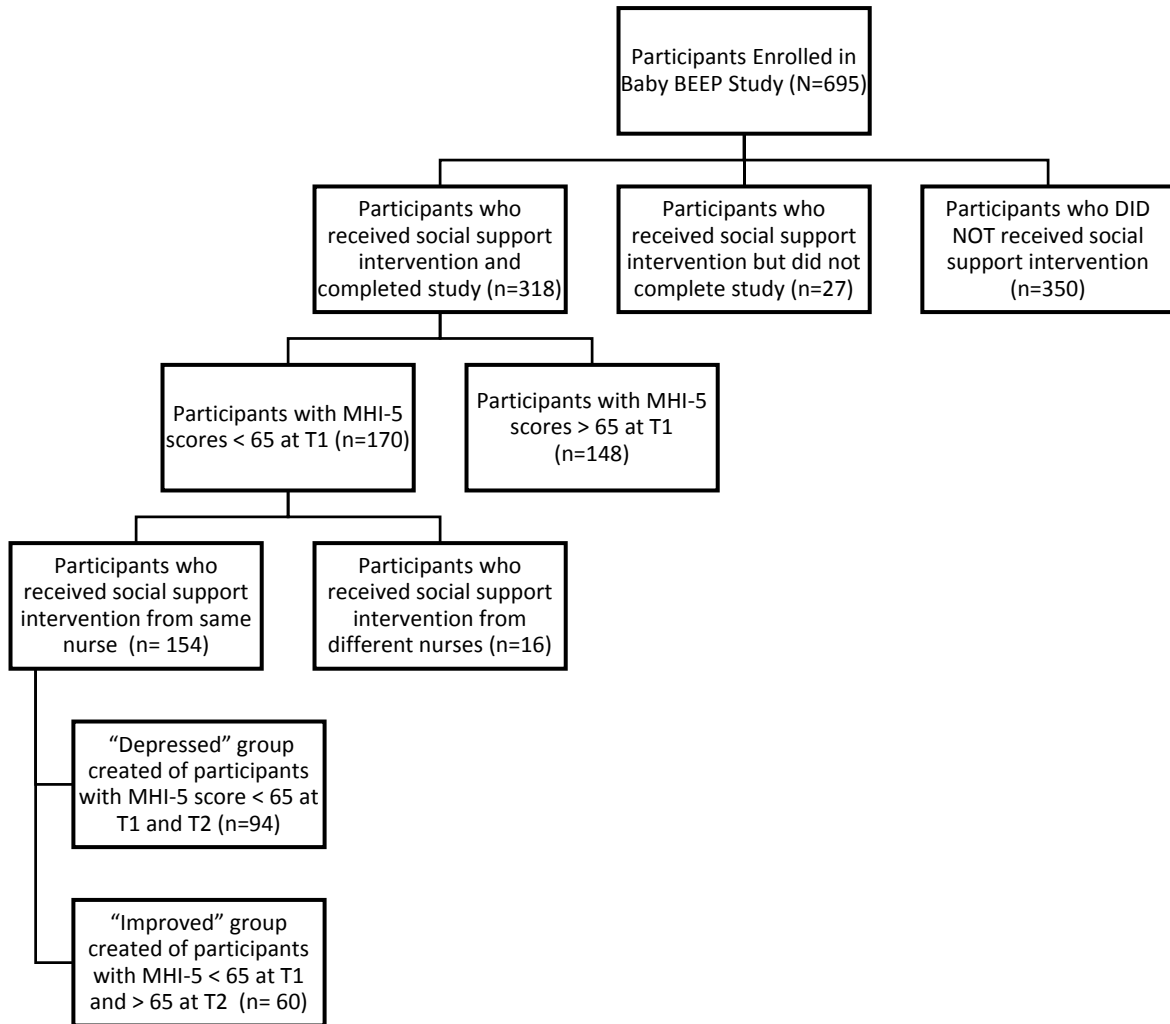 Participants Enrolled in
Baby BEEP Study (N=695)
Participants who
received social support
intervention and
completed study (n=318)
Participants who
received social support
intervention but did not
complete study (n=27)
Participants who DID
NOT received social
support intervention
(n=350)
Participants with MHI-5
scores < 65 at T1 (n=170)
Participants with MHI-5
scores > 65 at T1
(n=148)
Participants who
received social support
intervention from same
nurse (n= 154)
Participants who
received social support
intervention from
different nurses (n=16)
“Depressed” group
created of participants
with MHI-5 score < 65 at
T1 and T2 (n=94)
“Improved” group
created of participants
with MHI-5 < 65 at T1
and > 65 at T2 (n= 60)